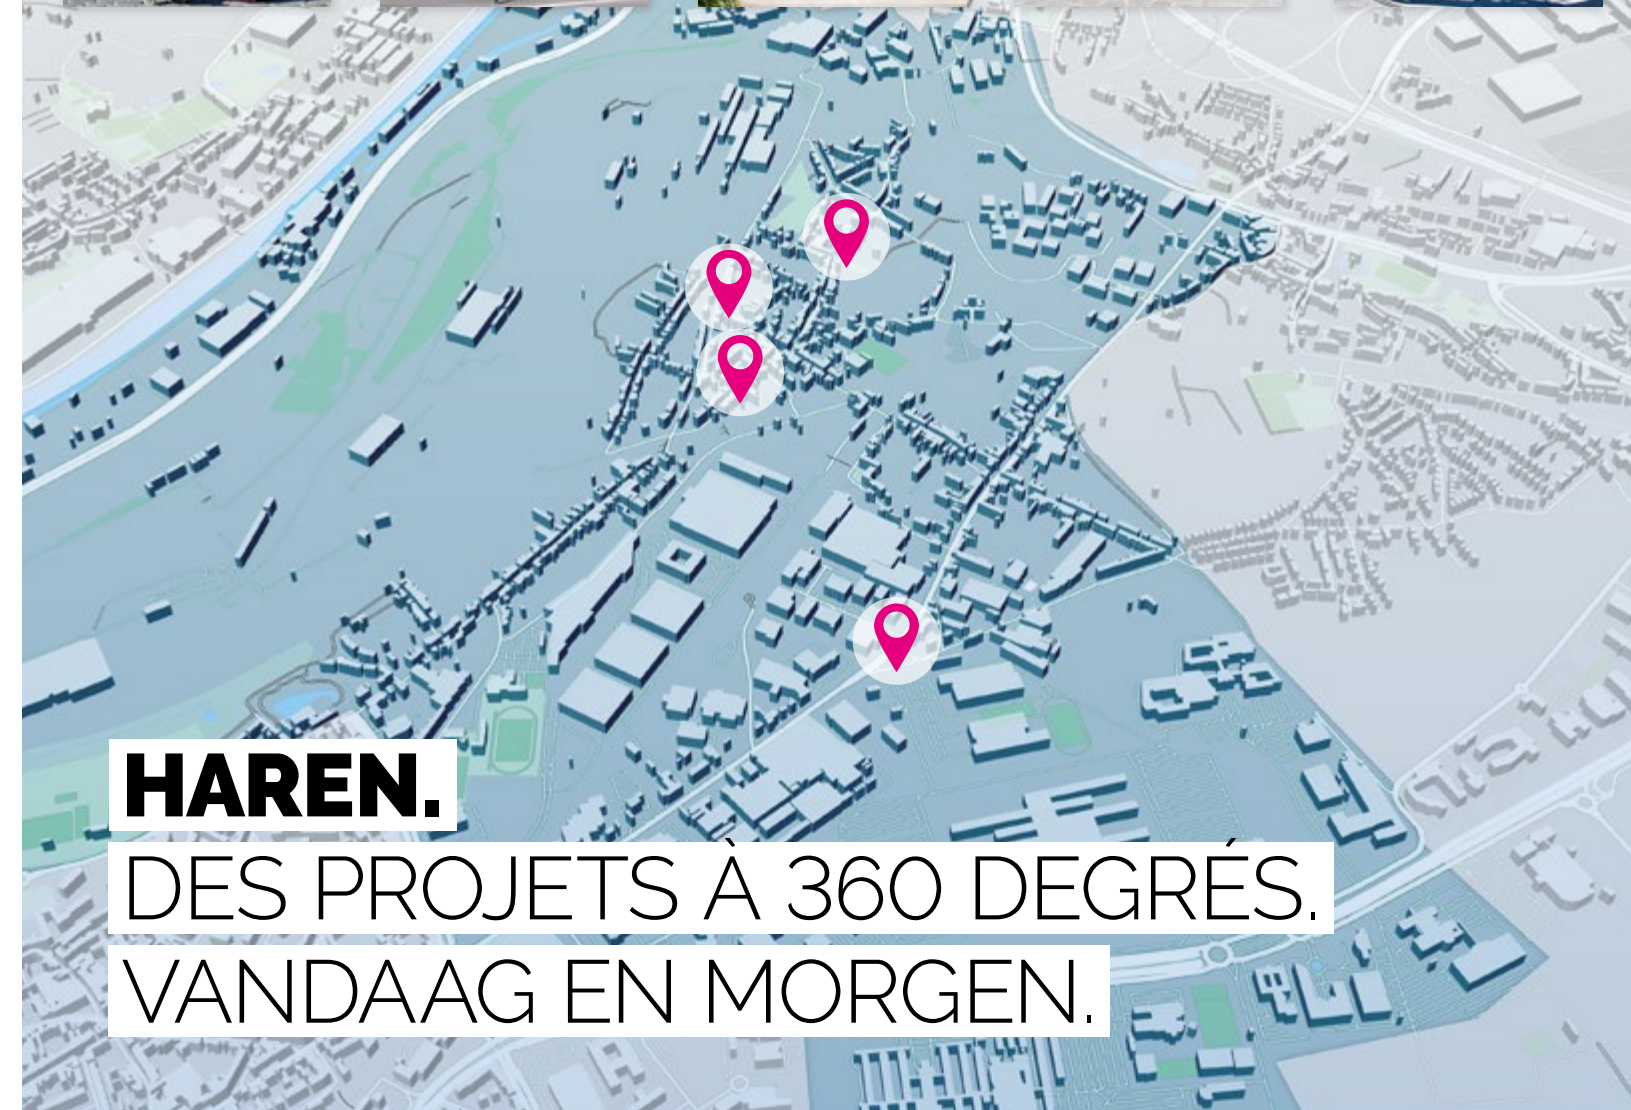 HAREN.
DES PROJETS À 360 DEGRÉS.
VANDAAG EN MORGEN.